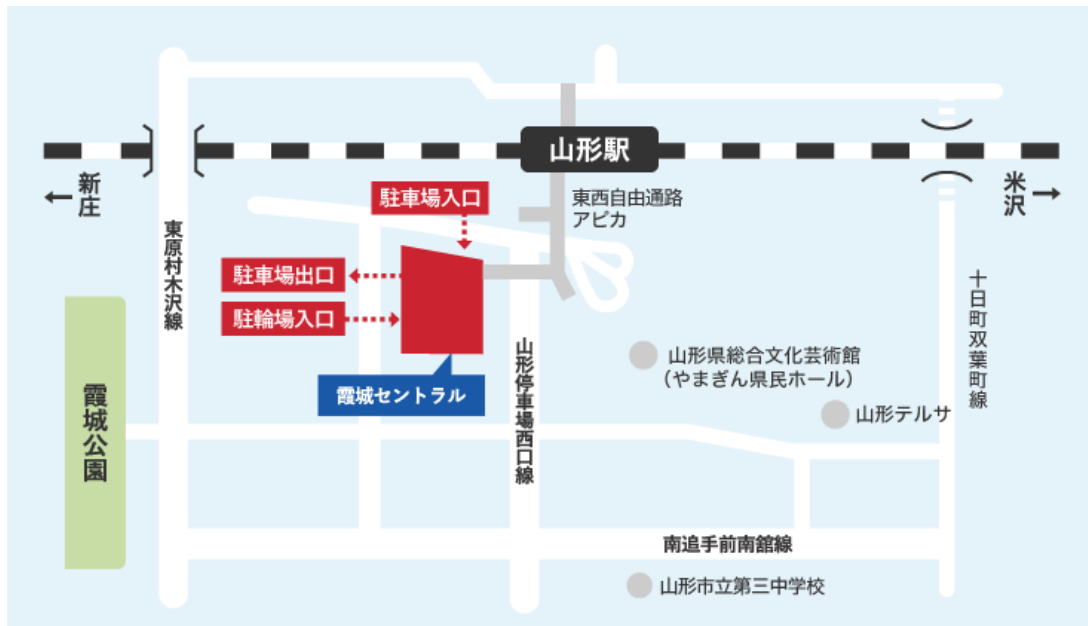 山形駅
新庄
米沢
駐車場入口
東西自由通路
アピカ
東原村木沢線
駐車場出口
駐輪場入口
十日町双葉町線
山形停車場西口線
山形県総合文化芸術館
（やまぎん県民ホール）
霞城セントラル
霞城公園
山形テルサ
南追手前南舘線
山形市立第三中学校